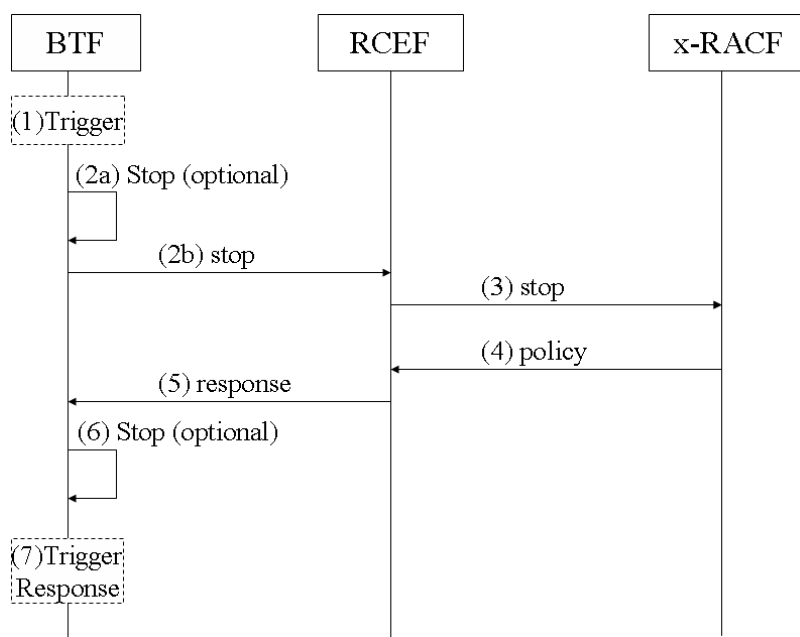 BTF
RCEF
x-RACF
(1)Trigger
(2a) Stop (optional)
(2b) stop
(3) stop
(4) policy
(5) response
(6) Stop (optional)
(7)Trigger
Response